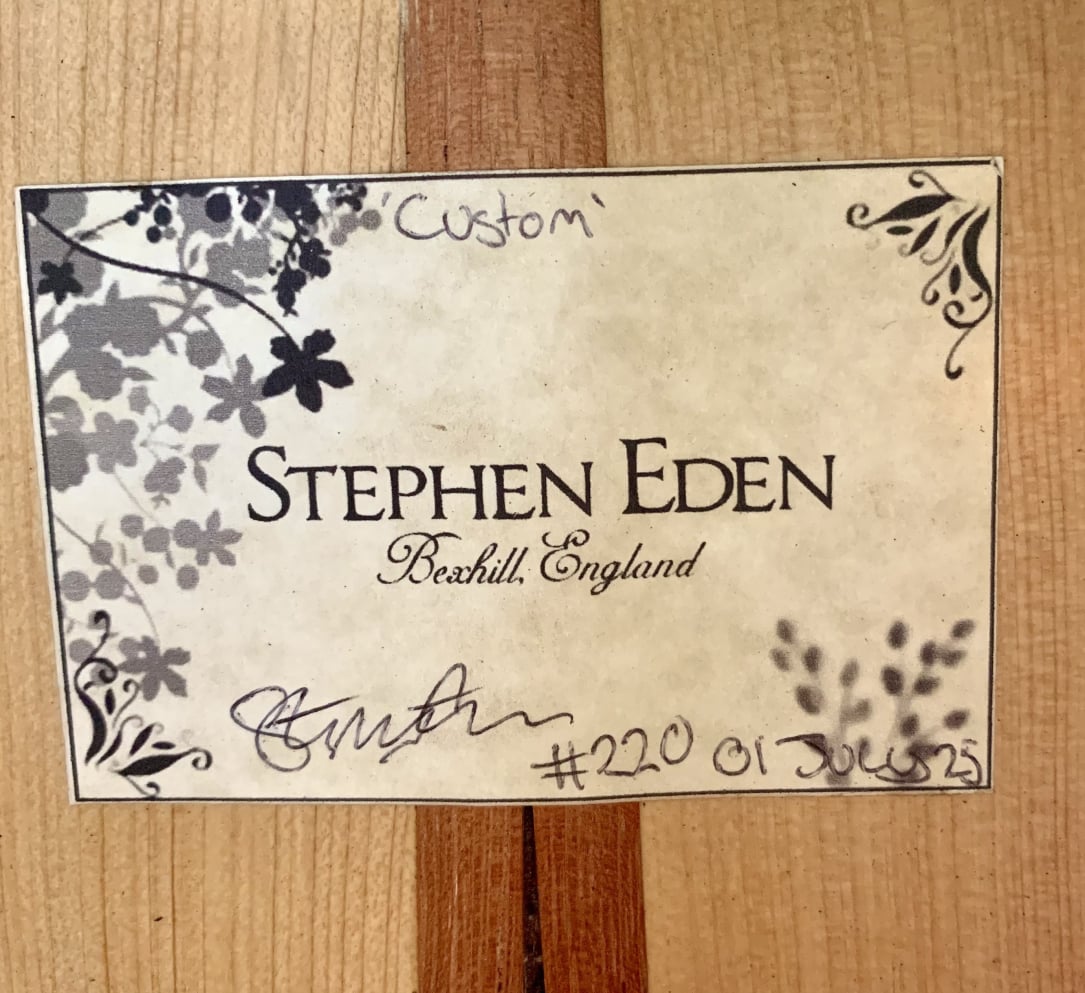 'Custom'
STEPHEN EDEN
Bexhill, England
#220 01 JULY 25